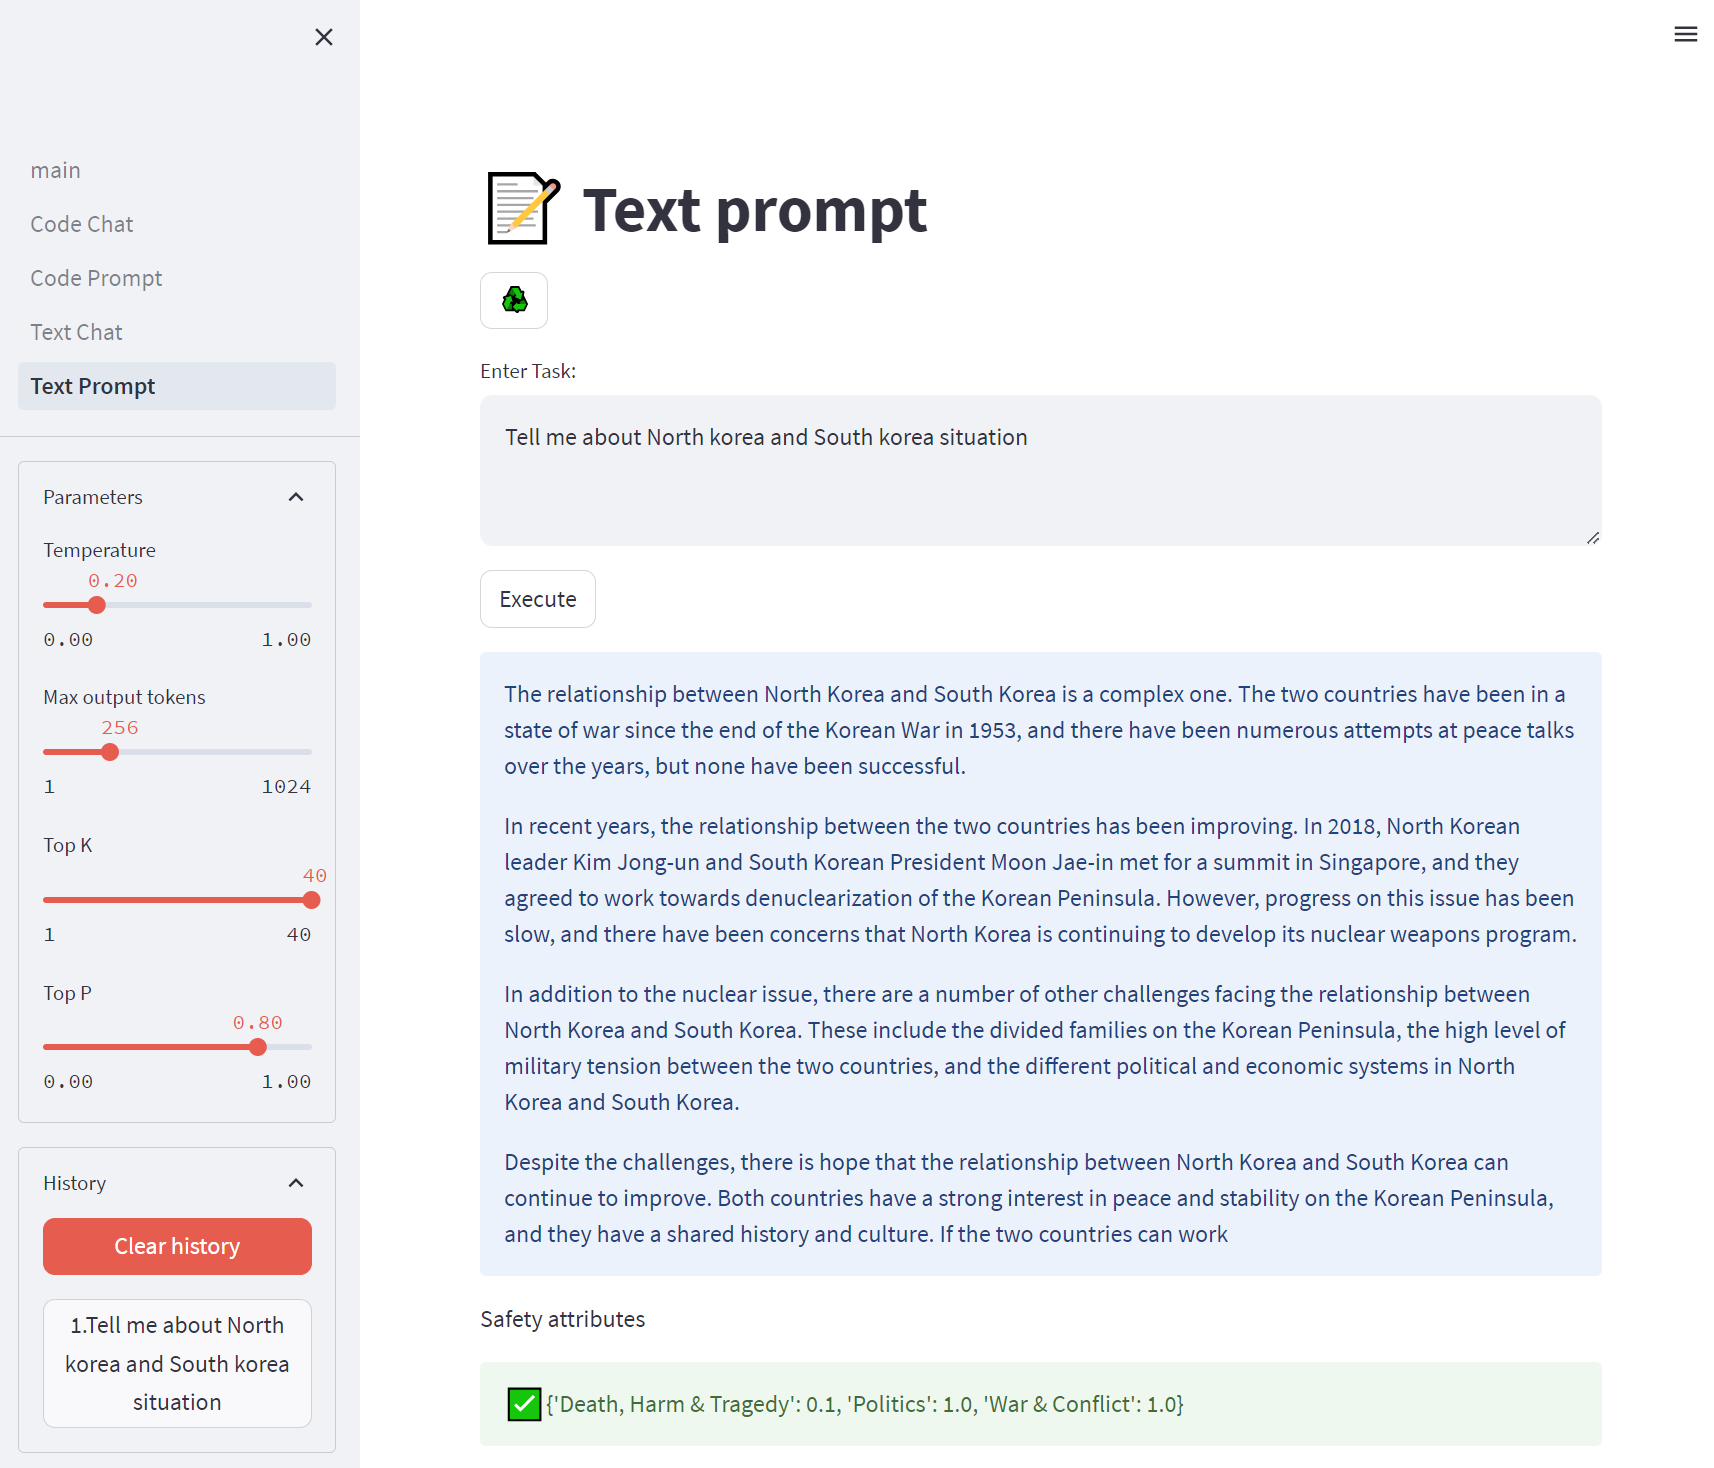 main
Code Chat
Code Prompt
Text Chat
Text Prompt
Parameters
Temperature
0.20
0.00 1.00
Max output tokens
256
1 1024
Top K
40
1 40
Top P
0.80
0.00 1.00
History
Clear history
1.Tell me about North
korea and South korea
situation
Text prompt
Enter Task:
Tell me about North korea and South korea situation
Execute
The relationship between North Korea and South Korea is a complex one. The two countries have been in a
state of war since the end of the Korean War in 1953, and there have been numerous attempts at peace talks
over the years, but none have been successful.
In recent years, the relationship between the two countries has been improving. In 2018, North Korean
leader Kim Jong-un and South Korean President Moon Jae-in met for a summit in Singapore, and they
agreed to work towards denuclearization of the Korean Peninsula. However, progress on this issue has been
slow, and there have been concerns that North Korea is continuing to develop its nuclear weapons program.
In addition to the nuclear issue, there are a number of other challenges facing the relationship between
North Korea and South Korea. These include the divided families on the Korean Peninsula, the high level of
military tension between the two countries, and the different political and economic systems in North
Korea and South Korea.
Despite the challenges, there is hope that the relationship between North Korea and South Korea can
continue to improve. Both countries have a strong interest in peace and stability on the Korean Peninsula,
and they have a shared history and culture. If the two countries can work
Safety attributes
{'Death, Harm & Tragedy': 0.1, 'Politics': 1.0, 'War & Conflict': 1.0}